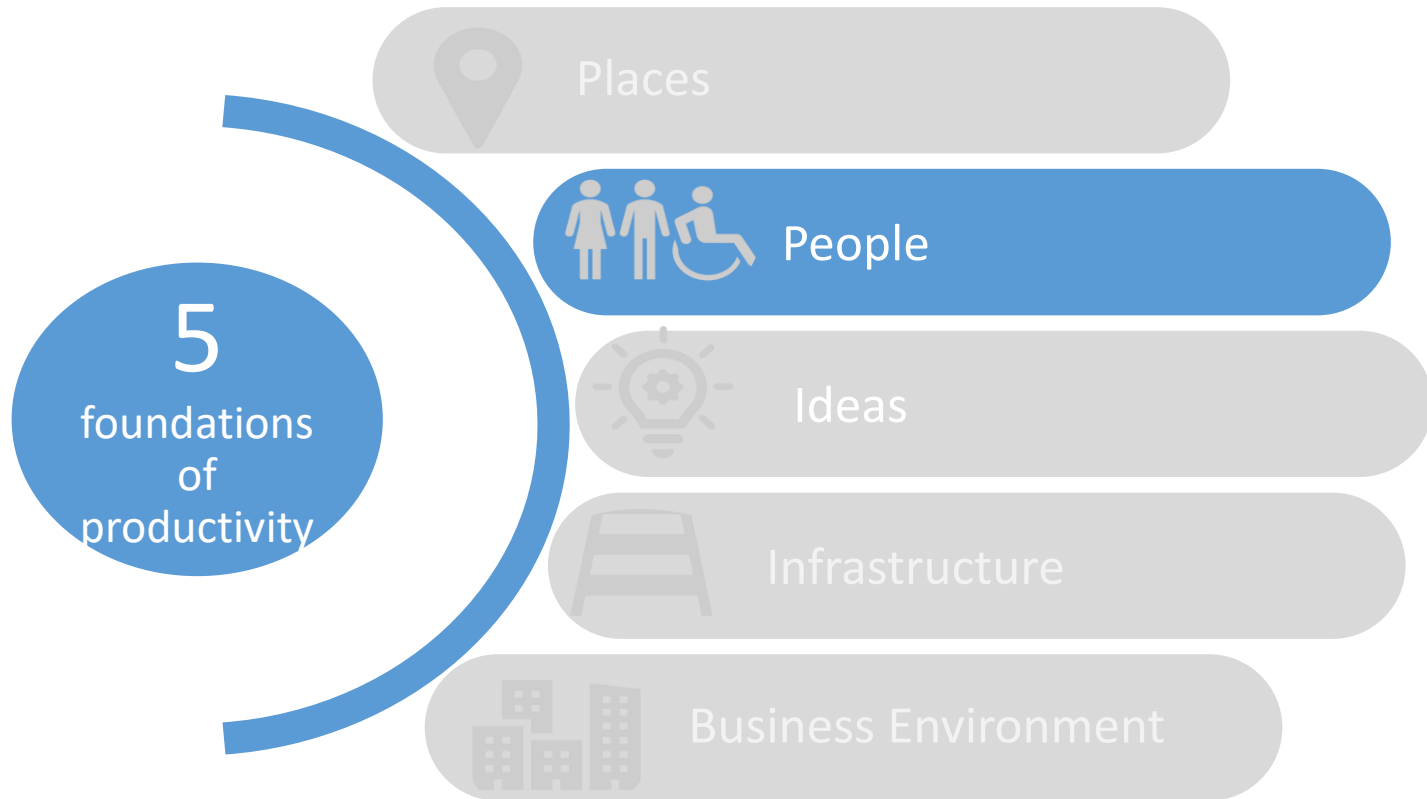 5
foundations
of
productivity
Places
People
Ideas
Infrastructure
Business Environment